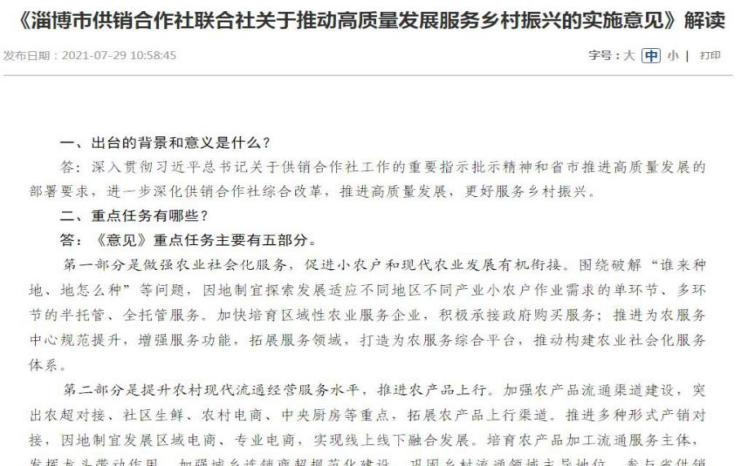 《淄博市供销合作社联合社关于推动高质量发展服务乡村振兴的实施意见》解读
发布日期：2021-07-29 10:58:45
字号：大 中 小 | 打印
一、出台的背景和意义是什么？
答：深入贯彻习近平总书记关于供销合作社工作的重要指示批示精神和省市推进高质量发展的
部署要求，进一步深化供销合作社综合改革，推进高质量发展，更好服务乡村振兴。
二、重点任务有哪些？
答：《意见》重点任务主要有五部分。
第一部分是做强农业社会化服务，促进小农户和现代农业发展有机衔接。围绕破解“谁来种
地、地怎么种”等问题，因地制宜探索发展适应不同地区不同产业小农户作业需求的单环节、多环
节的半托管、全托管服务。加快培育区域性农业服务企业，积极承接政府购买服务；推进为农服务
中心规范提升，增强服务功能，拓展服务领域，打造为农服务综合平台，推动构建农业社会化服务
体系。
第二部分是提升农村现代流通经营服务水平，推进农产品上行。加强农产品流通渠道建设，突
出农超对接、社区生鲜、农村电商、中央厨房等重点，拓展农产品上行渠道。推进多种形式产销对
接，因地制宜发展区域电商、专业电商，实现线上线下融合发展。培育农产品加工流通服务主体，
发挥龙头带动作用。加强城乡连锁商超规范化建设，巩固乡村流通领域主导地位。参与省供销